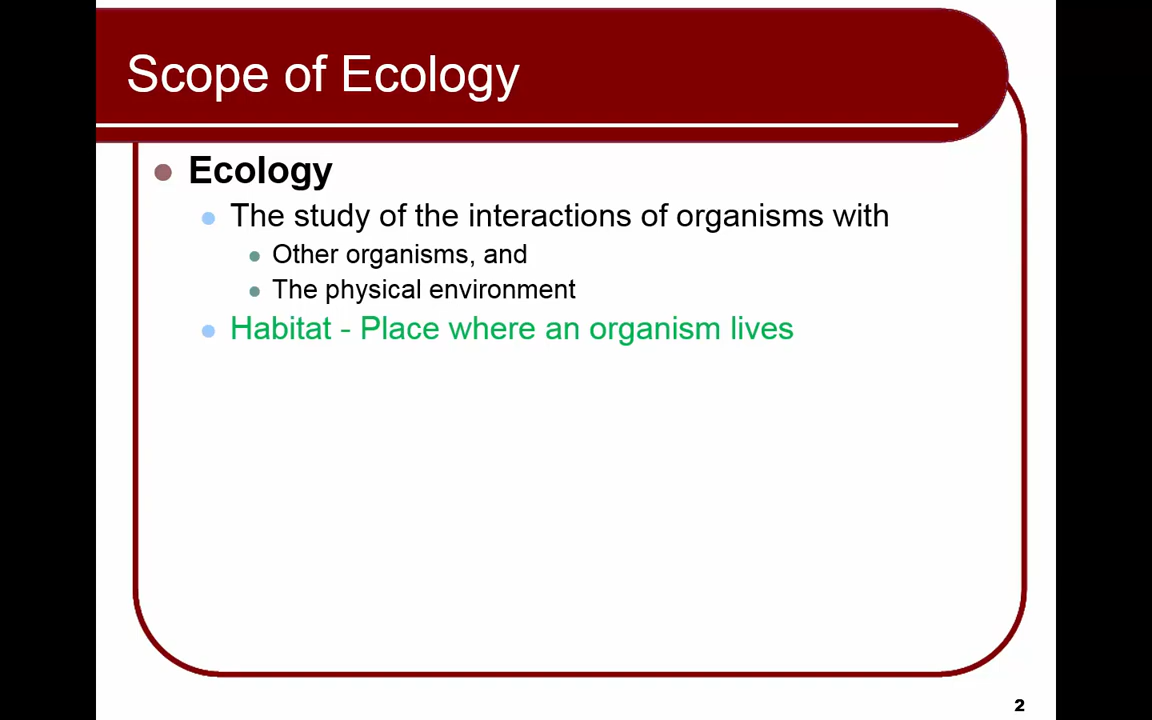 Scope of Ecology
Ecology
The study of the interactions of organisms with
Other organisms, and
The physical environment
Habitat - Place where an organism lives
2